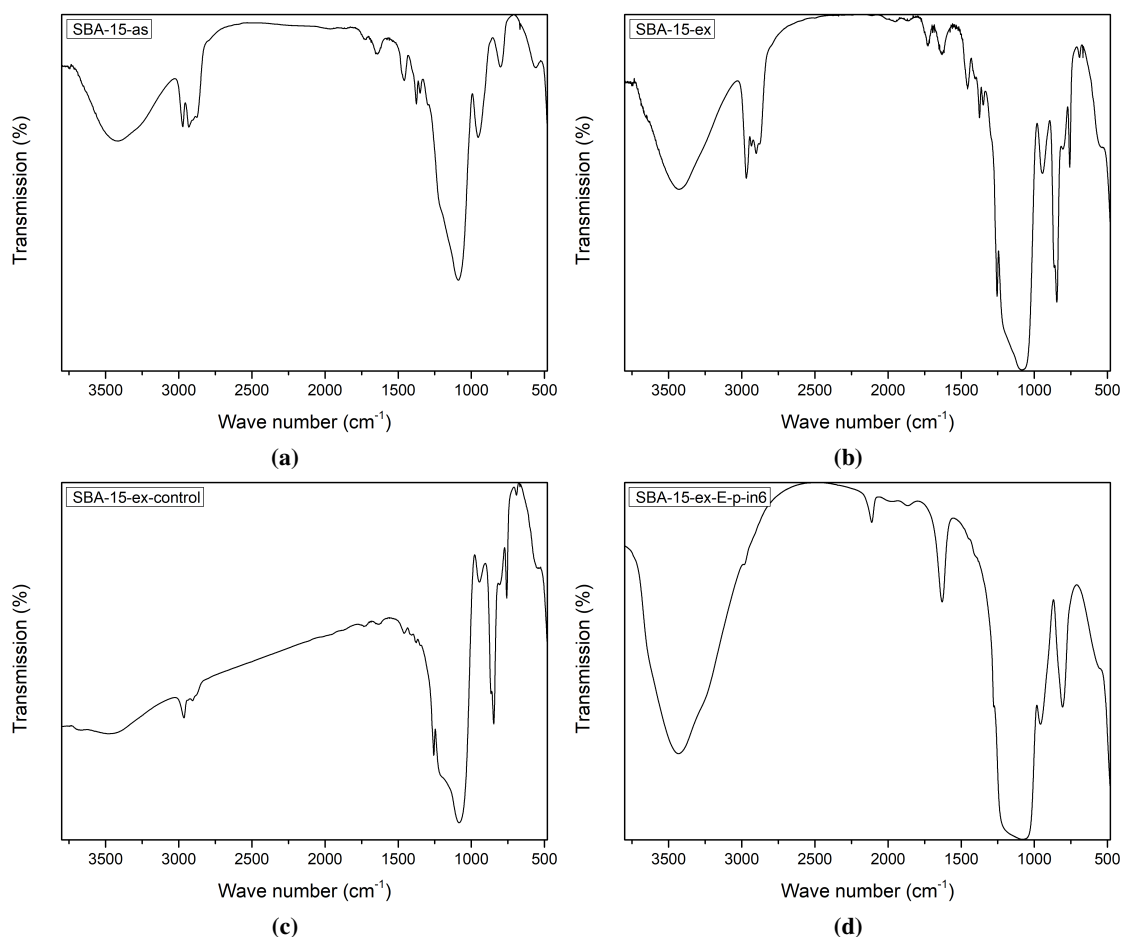 SBA-15-as
Transmission (%)
3500 3000 2500 2000 1500 1000 500
Wave number (cm-1)
(a)
SBA-15-ex
Transmission (%)
3500 3000 2500 2000 1500 1000 500
Wave number (cm-1)
(b)
SBA-15-ex-control
Transmission (%)
3500 3000 2500 2000 1500 1000 500
Wave number (cm-1)
(c)
SBA-15-ex-E-p-in6
Transmission (%)
3500 3000 2500 2000 1500 1000 500
Wave number (cm-1)
(d)